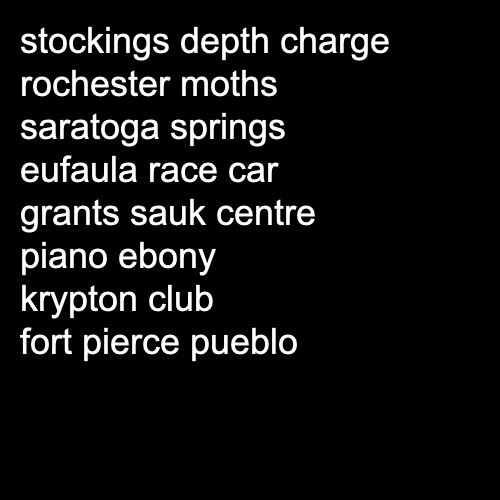 stockings depth charge
rochester moths
saratoga springs
eufaula race car
grants sauk centre
piano ebony
krypton club
fort pierce pueblo